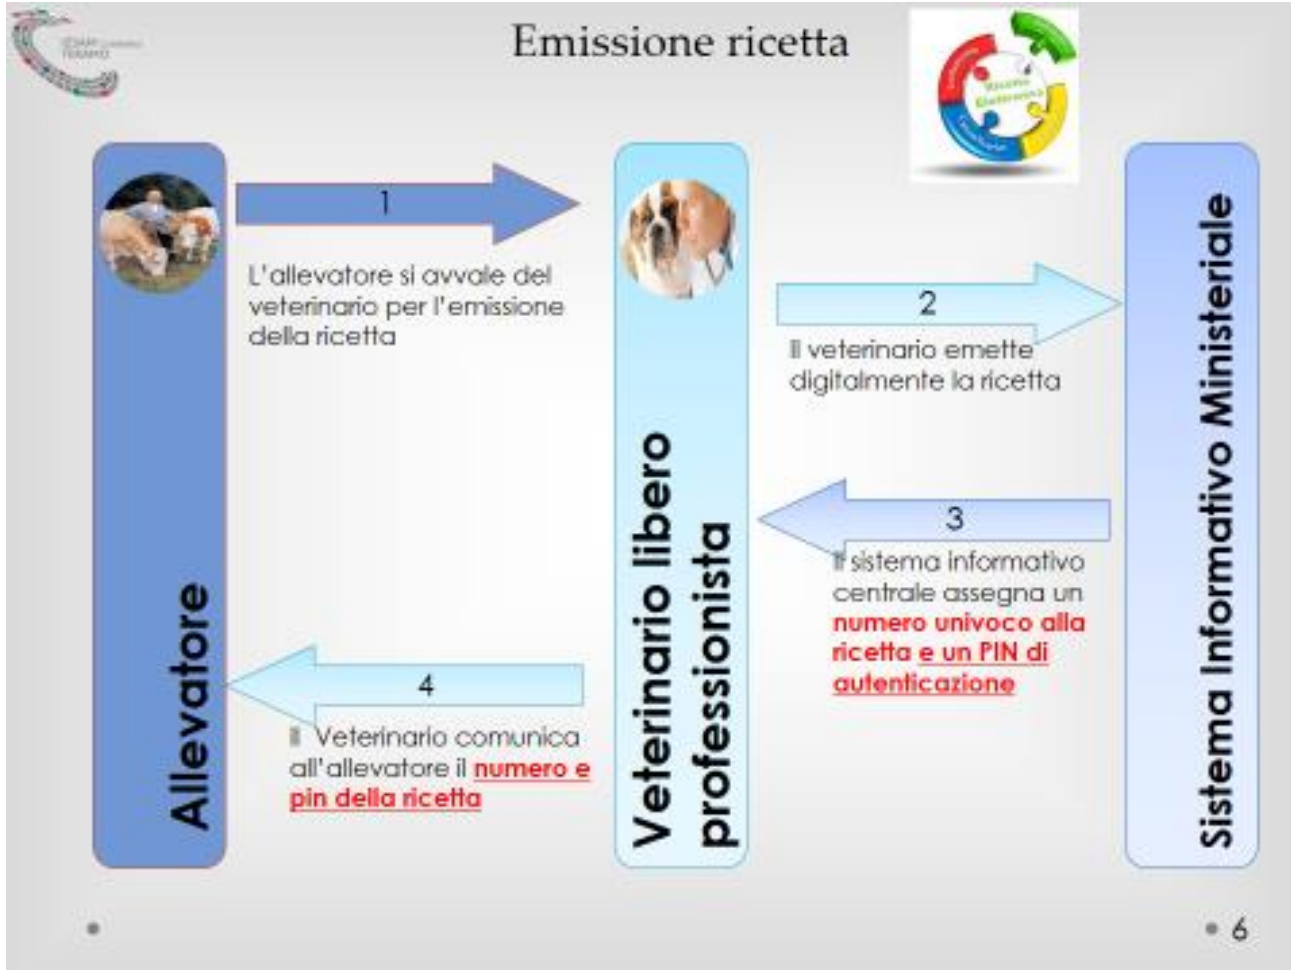 Emissione ricetta
Ricetta
Elettronica
1
L'allevatore si avvale del
veterinario per l'emissione
della ricetta
2
Il veterinario emette
digitalmente la ricetta
3
Il sistema informativo
centrale assegna un
numero univoco alla
ricetta e un PIN di
autenticazione
4
Il Veterinario comunica
all'allevatore il numero e
pin della ricetta
Allevatore
Veterinario libero
professionista
Sistema Informativo Ministeriale
6